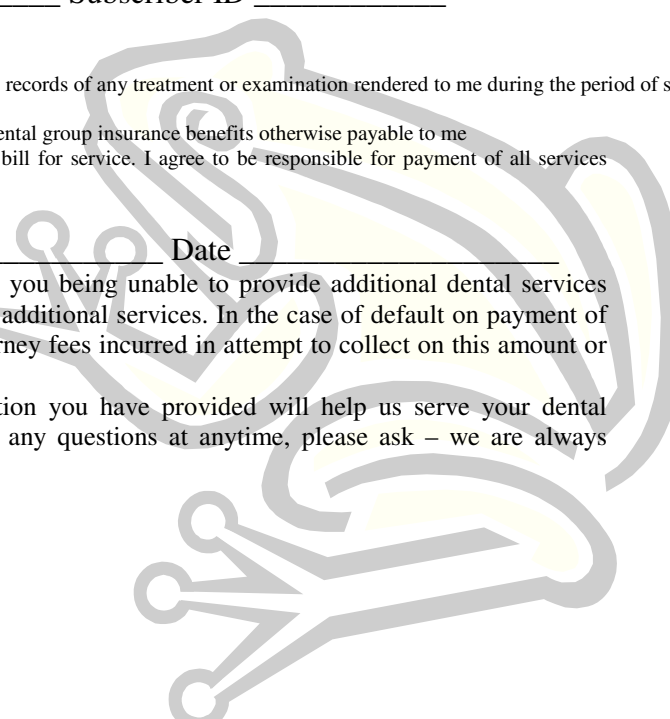 ____ Subscriber ID ____________
records of any treatment or examination rendered to me during the period of s
ental group insurance benefits otherwise payable to me
bill for service. I agree to be responsible for payment of all services
___________ Date ____________________
you being unable to provide additional dental services
additional services. In the case of default on payment of
rney fees incurred in attempt to collect on this amount or
tion you have provided will help us serve your dental
any questions at anytime, please ask – we are always